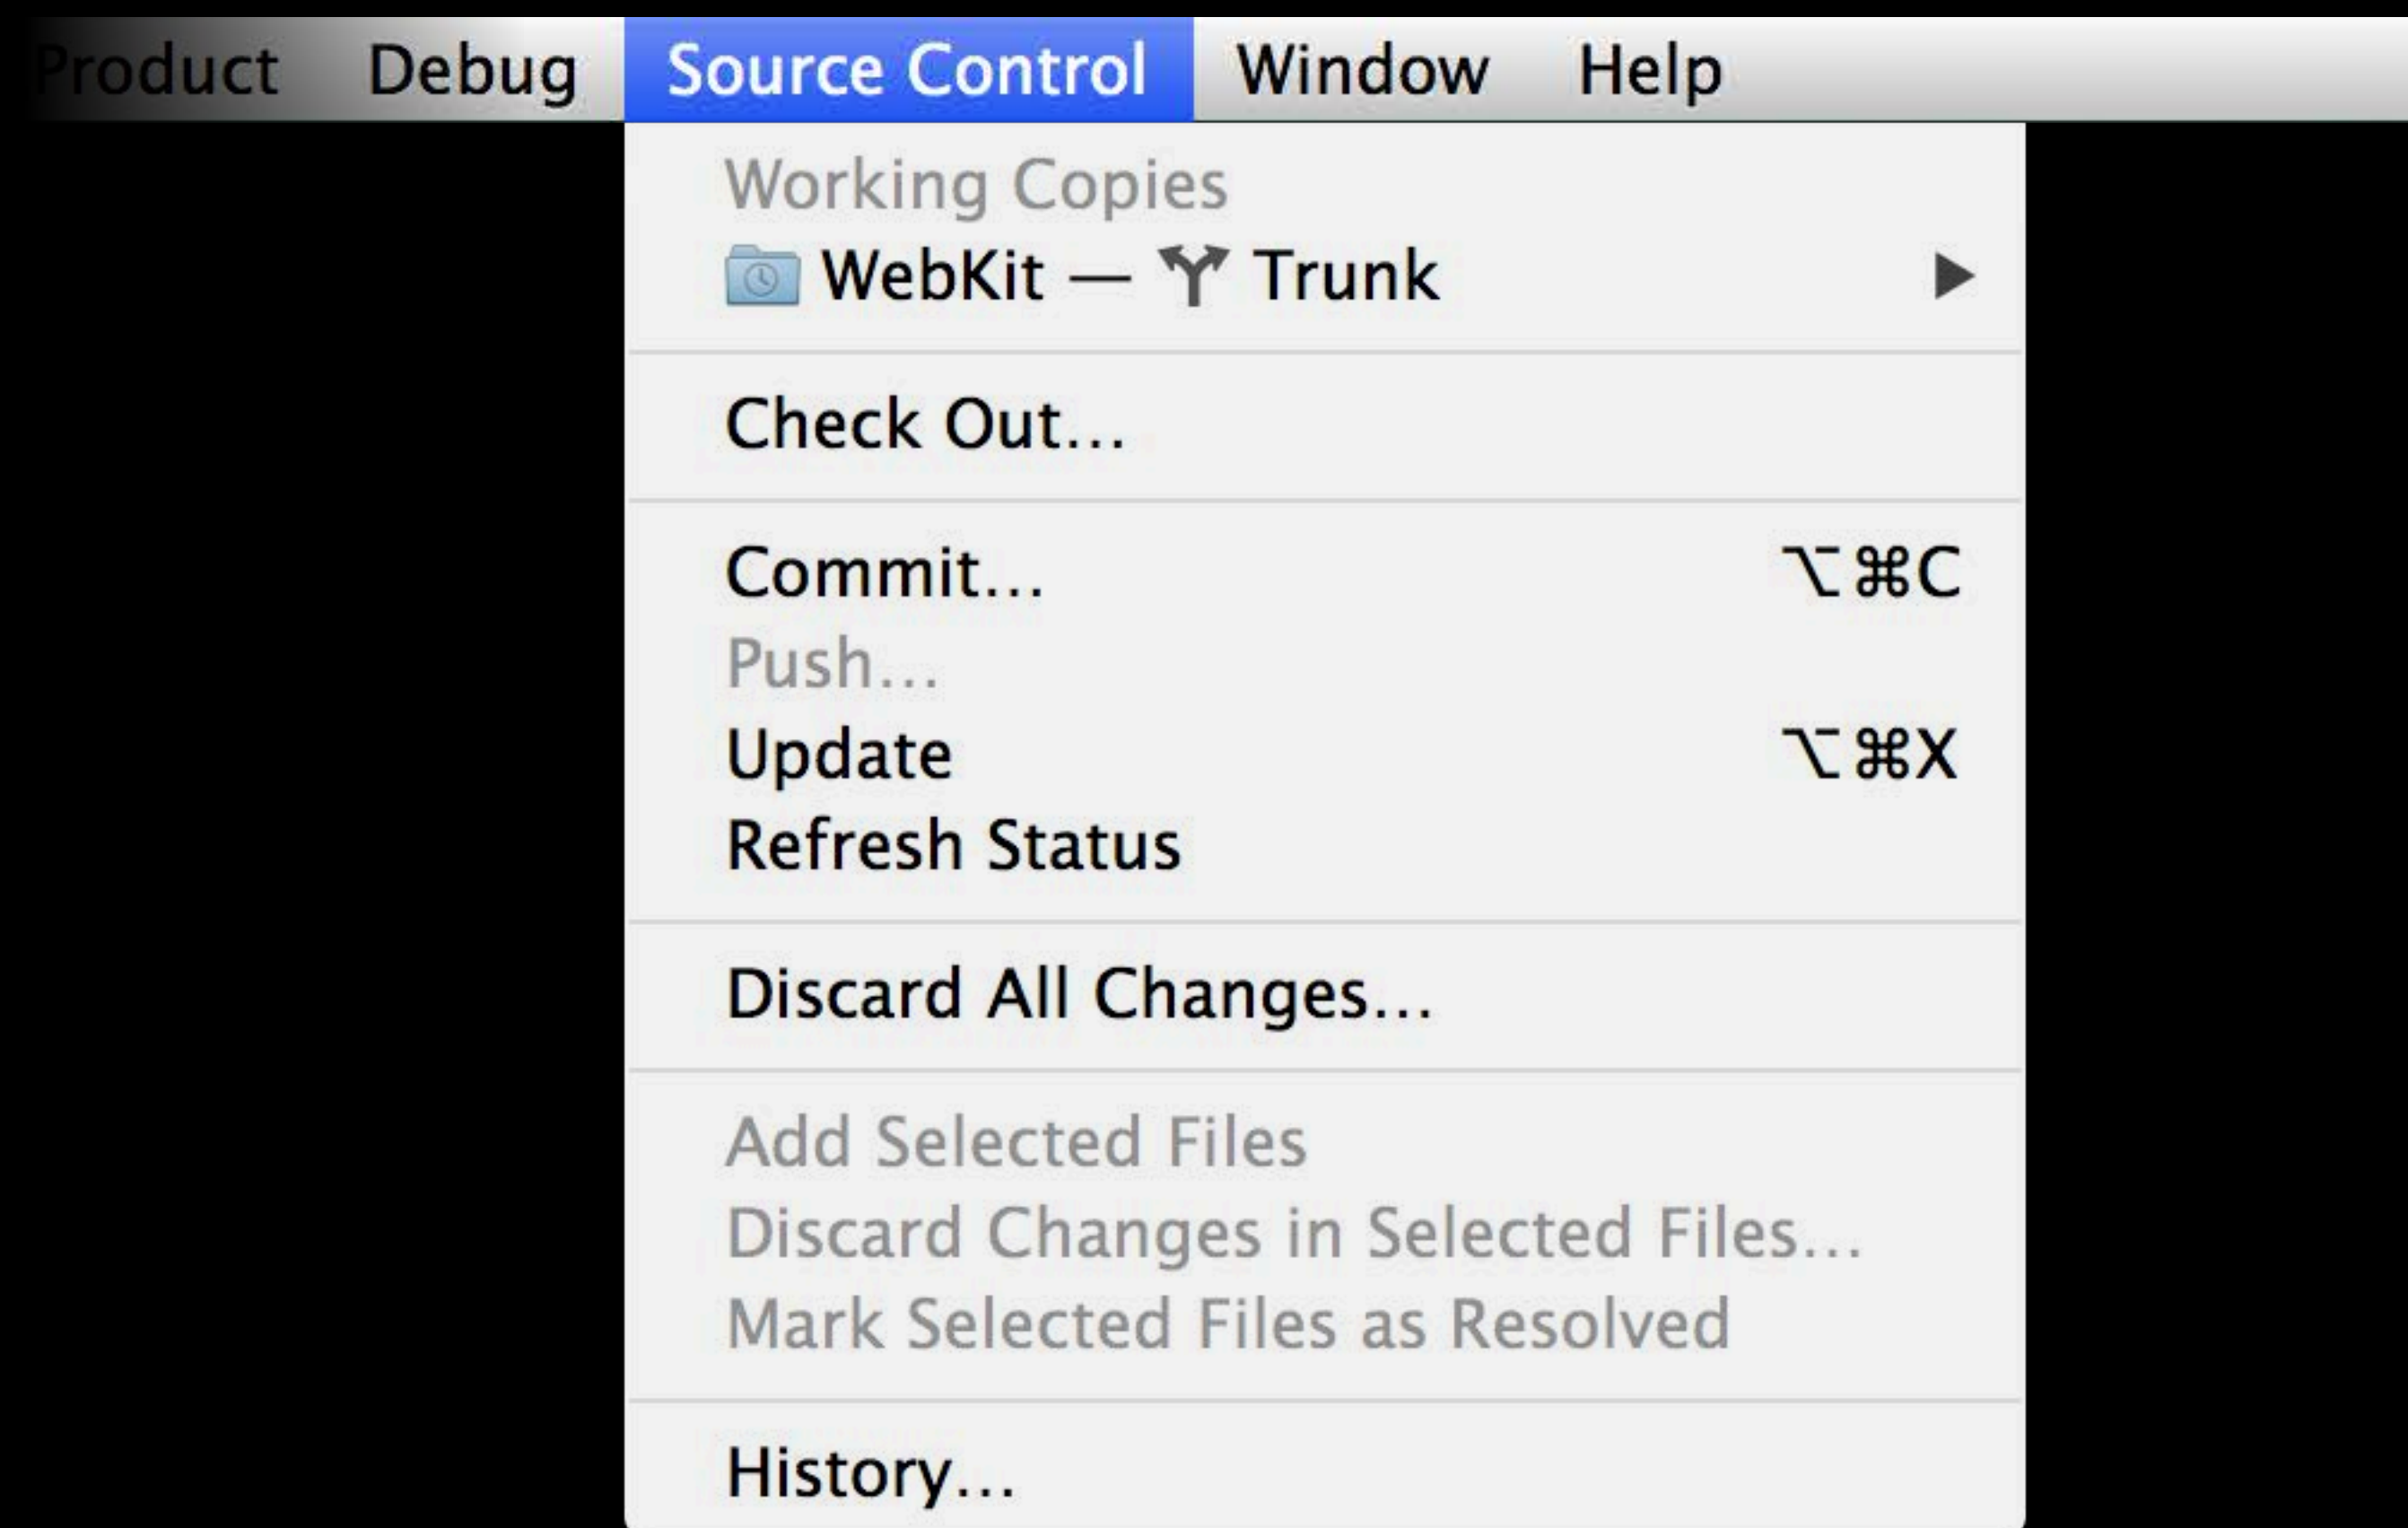 Product Debug Source Control Window Help
Working Copies
WebKit — Trunk
Check Out...
Commit... ⌥⌘C
Push...
Update ⌥⌘X
Refresh Status
Discard All Changes...
Add Selected Files
Discard Changes in Selected Files...
Mark Selected Files as Resolved
History...